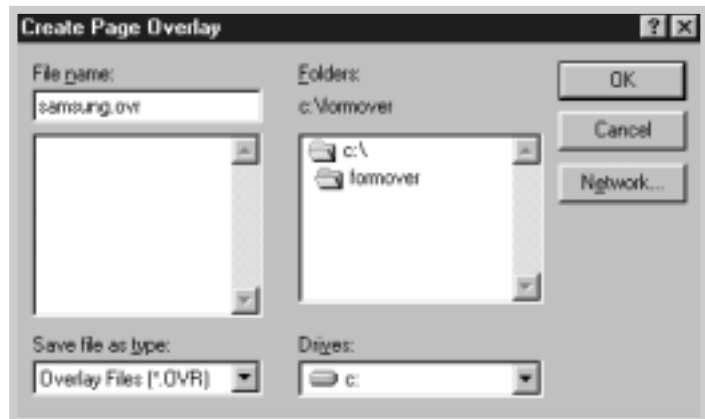 Create Page Overlay
File name:
samsung.ovr
Folders:
c:\formover
c:\
formover
OK
Cancel
Network...
Save file as type:
Overlay Files (*.OVR)
Drives:
c: